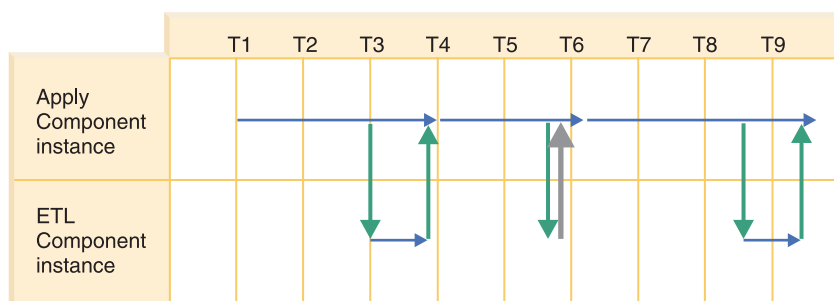 T1 T2 T3 T4 T5 T6 T7 T8 T9
Apply
Component
instance
ETL
Component
instance